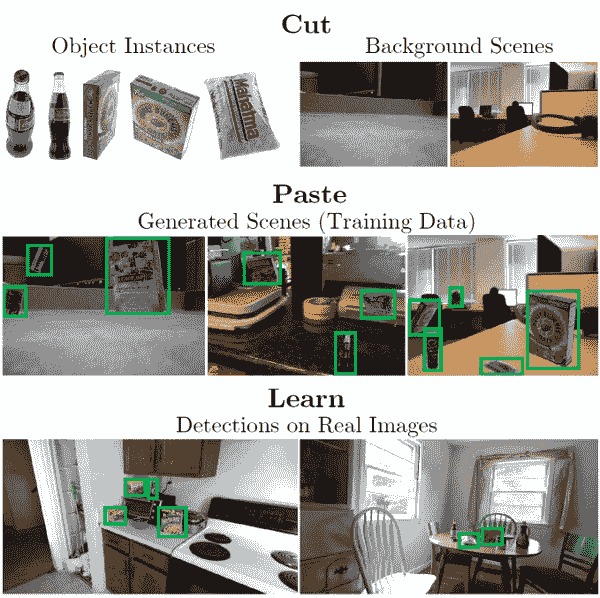 Cut
Object Instances
Background Scenes
Mahatma
Paste
Generated Scenes (Training Data)
Learn
Detections on Real Images